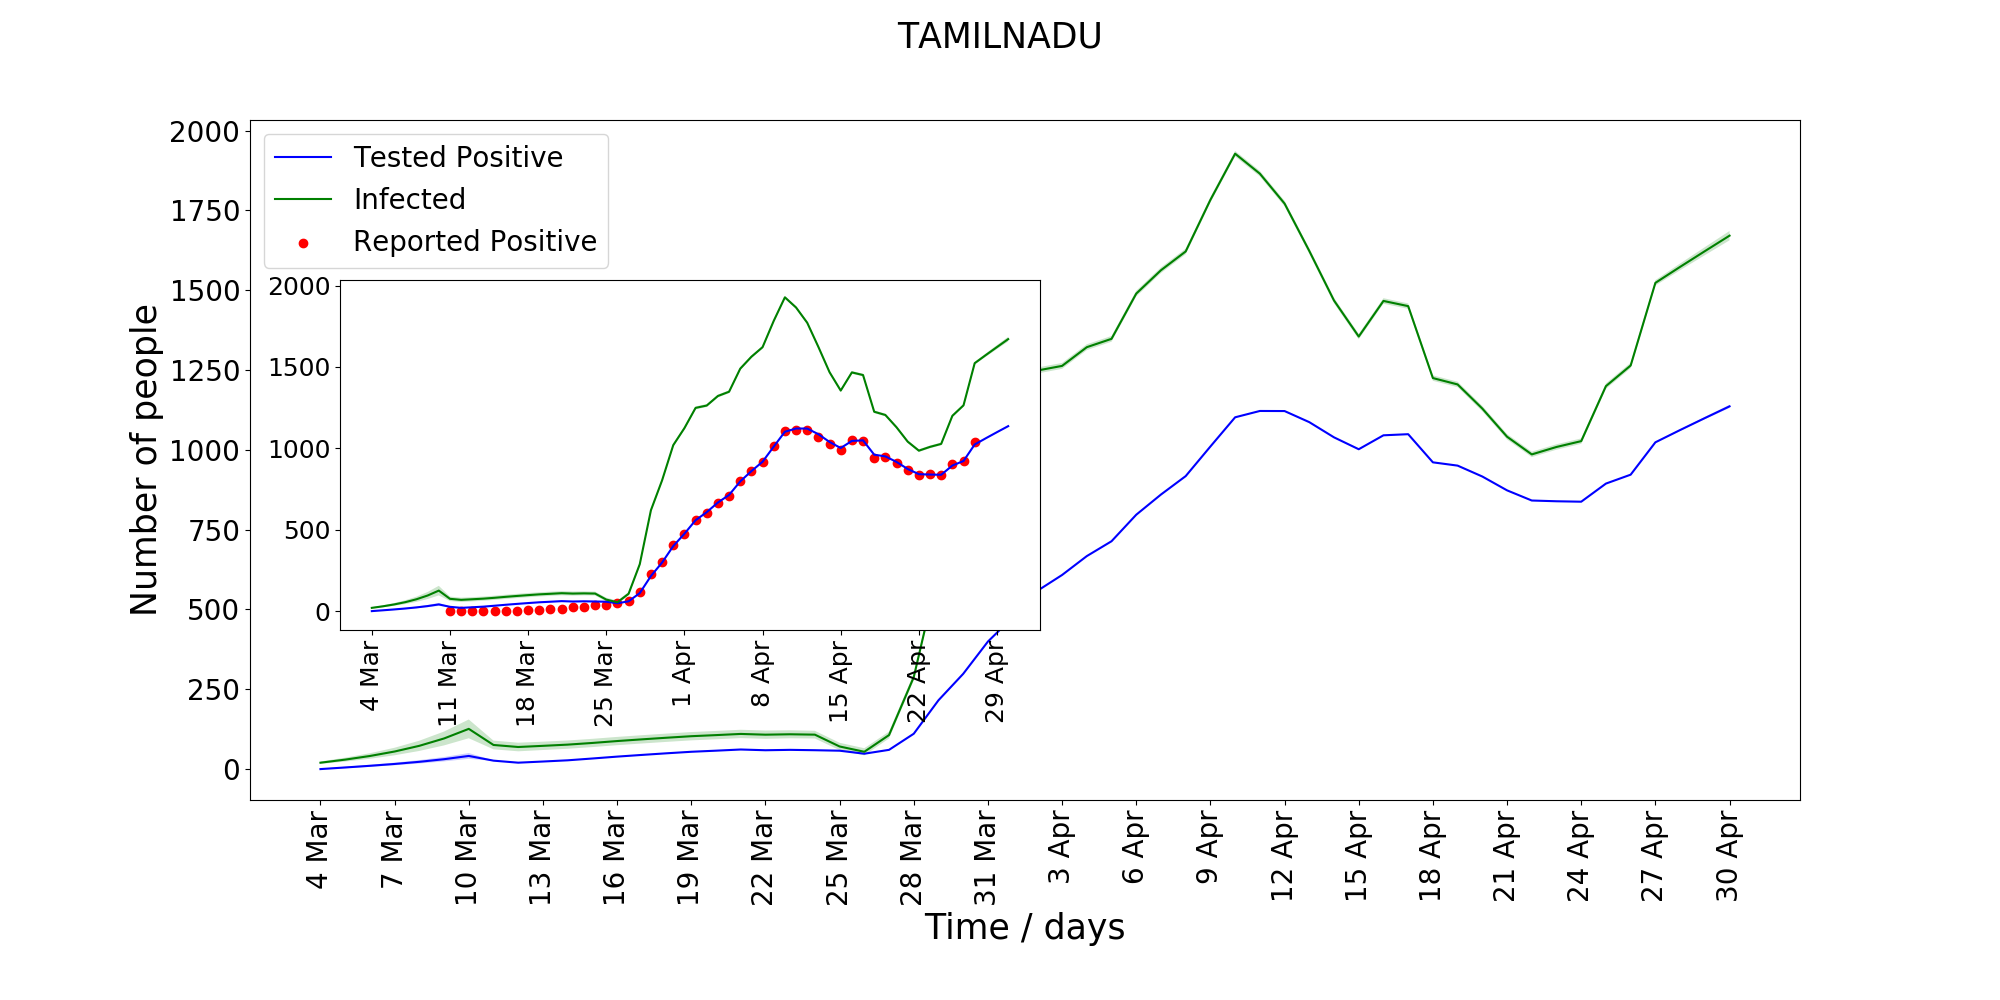 TAMILNADU
2000
1750
1500
1250
1000
750
500
250
0
Number of people
Tested Positive
Infected
Reported Positive
2000
1500
1000
500
0
4 Mar
11 Mar
18 Mar
25 Mar
1 Apr
8 Apr
15 Apr
22 Apr
29 Apr
4 Mar
7 Mar
10 Mar
13 Mar
16 Mar
19 Mar
22 Mar
25 Mar
28 Mar
31 Mar
3 Apr
6 Apr
9 Apr
12 Apr
15 Apr
18 Apr
21 Apr
24 Apr
27 Apr
30 Apr
Time / days